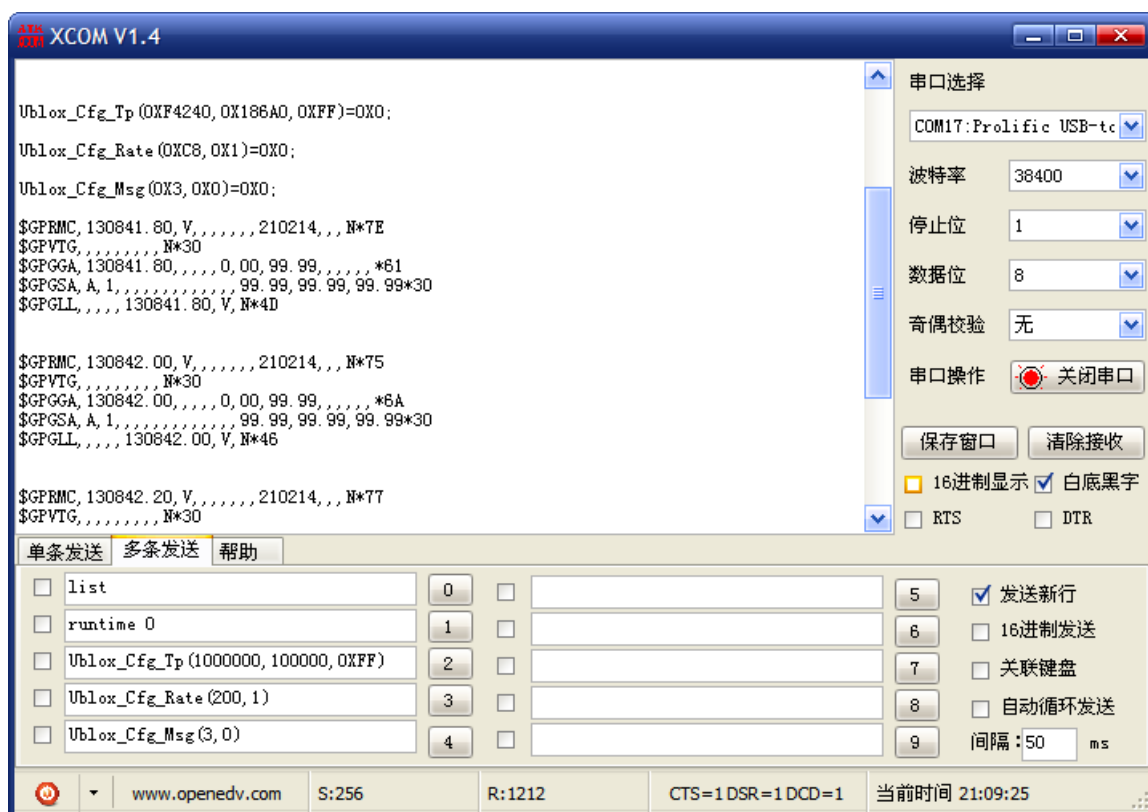 XCOM V1.4
Ublox_Cfg_Tp(0XF4240,0X186A0,0XFF)=0X0;
Ublox_Cfg_Rate(0XC8,0X1)=0X0;
Ublox_Cfg_Msg(0X3,0X0)=0X0;
$GPRMC,130841.80,V,,,,,,,210214,,,N*7E
$GPVTG,,,,,,,,,N*30
$GPGGA,130841.80,,,,,0,00,99.99,,,,,,*61
$GPGSA,A,1,,,,,,,,,,,,,99.99,99.99,99.99*30
$GPGLL,,,,,130841.80,V,N*4D
$GPRMC,130842.00,V,,,,,,,210214,,,N*75
$GPVTG,,,,,,,,,N*30
$GPGGA,130842.00,,,,,0,00,99.99,,,,,,*6A
$GPGSA,A,1,,,,,,,,,,,,,99.99,99.99,99.99*30
$GPGLL,,,,,130842.00,V,N*46
$GPRMC,130842.20,V,,,,,,,210214,,,N*77
$GPVTG,,,,,,,,,N*30
串口选择
COM17:Prolific USB-to
波特率 38400
停止位 1
数据位 8
奇偶校验 无
串口操作 关闭串口
保存窗口 清除接收
16进制显示 白底黑字
RTS DTR
单条发送 多条发送 帮助
list 0
runtime 0 1
Ublox_Cfg_Tp(1000000,100000,0XFF) 2
Ublox_Cfg_Rate(200,1) 3
Ublox_Cfg_Msg(3,0) 4
5 发送新行
6 16进制发送
7 关联键盘
8 自动循环发送
9 间隔:50 ms
www.openedv.com S:256 R:1212 CTS=1 DSR=1 DCD=1 当前时间 21:09:25